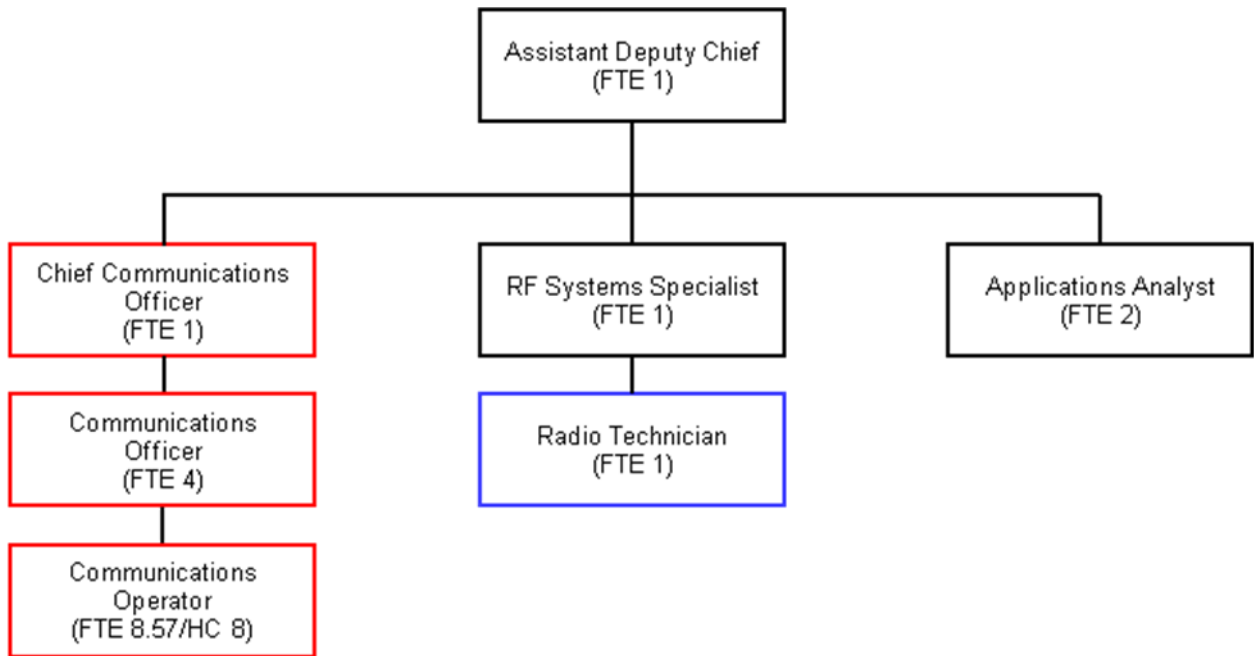 Assistant Deputy Chief
(FTE 1)
Chief Communications
Officer
(FTE 1)
RF Systems Specialist
(FTE 1)
Applications Analyst
(FTE 2)
Communications
Officer
(FTE 4)
Radio Technician
(FTE 1)
Communications
Operator
(FTE 8.57/HC 8)